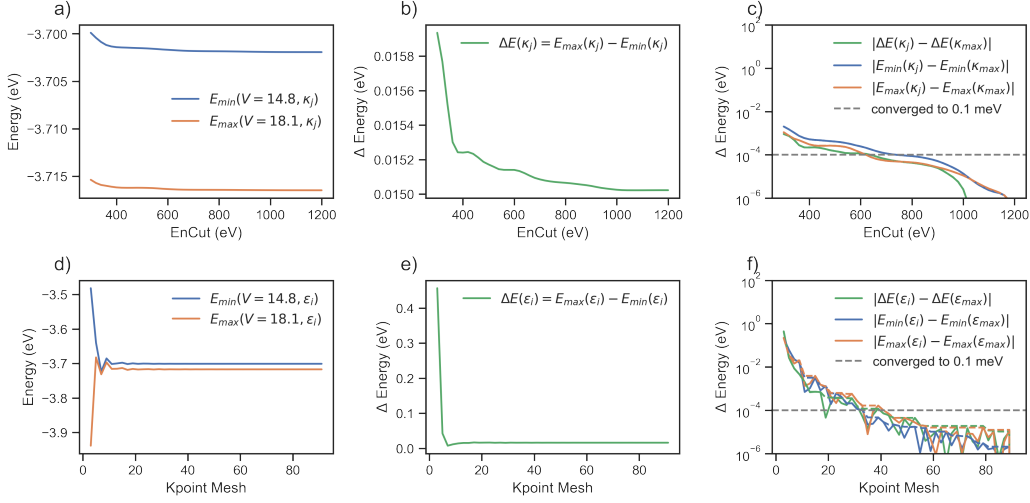 a)
Energy (eV)
−3.700
−3.705
−3.710
−3.715
E_min(V = 14.8, κ_j)
E_max(V = 18.1, κ_j)
400 600 800 1000 1200
EnCut (eV)
b)
Δ Energy (eV)
0.0158
0.0156
0.0154
0.0152
0.0150
ΔE(κ_j) = E_max(κ_j) − E_min(κ_j)
400 600 800 1000 1200
EnCut (eV)
c)
Δ Energy (eV)
10^2
10^0
10^−2
10^−4
10^−6
|ΔE(κ_j) − ΔE(κ_max)|
|E_min(κ_j) − E_min(κ_max)|
|E_max(κ_j) − E_max(κ_max)|
converged to 0.1 meV
400 600 800 1000 1200
EnCut (eV)
d)
Energy (eV)
−3.5
−3.6
−3.7
−3.8
−3.9
E_min(V = 14.8, ε_i)
E_max(V = 18.1, ε_i)
0 20 40 60 80
Kpoint Mesh
e)
Δ Energy (eV)
0.4
0.3
0.2
0.1
0.0
ΔE(ε_i) = E_max(ε_i) − E_min(ε_i)
0 20 40 60 80
Kpoint Mesh
f)
Δ Energy (eV)
10^2
10^0
10^−2
10^−4
10^−6
|ΔE(ε_i) − ΔE(ε_max)|
|E_min(ε_i) − E_min(ε_max)|
|E_max(ε_i) − E_max(ε_max)|
converged to 0.1 meV
0 20 40 60 80
Kpoint Mesh